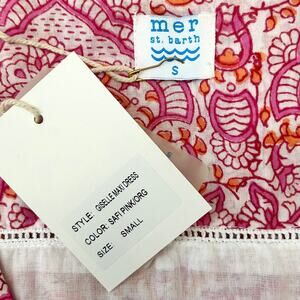 mer
st. barth
S
STYLE: GISELLE MAXI DRESS
COLOR: SAFI PINK/ORG
SIZE: SMALL